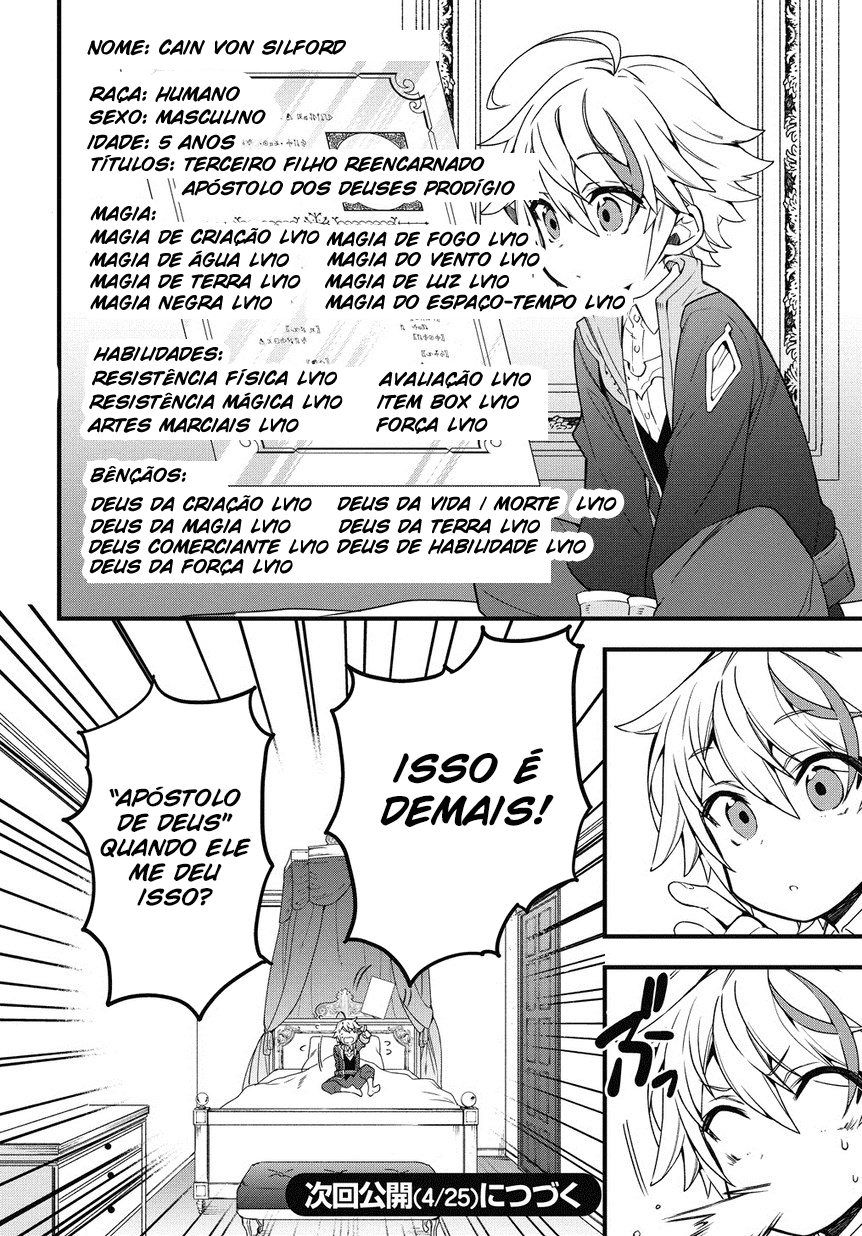 NOME: CAIN VON SILFORD
RAÇA: HUMANO
SEXO: MASCULINO
IDADE: 5 ANOS
TÍTULOS: TERCEIRO FILHO REENCARNADO
APÓSTOLO DOS DEUSES PRODÍGIO
MAGIA:
MAGIA DE CRIAÇÃO LV10 MAGIA DE FOGO LV10
MAGIA DE ÁGUA LV10 MAGIA DO VENTO LV10
MAGIA DE TERRA LV10 MAGIA DE LUZ LV10
MAGIA NEGRA LV10 MAGIA DO ESPAÇO-TEMPO LV10
HABILIDADES:
RESISTÊNCIA FÍSICA LV10 AVALIAÇÃO LV10
RESISTÊNCIA MÁGICA LV10 ITEM BOX LV10
ARTES MARCIAIS LV10 FORÇA LV10
BÊNÇÃOS:
DEUS DA CRIAÇÃO LV10 DEUS DA VIDA / MORTE LV10
DEUS DA MAGIA LV10 DEUS DA TERRA LV10
DEUS COMERCIANTE LV10 DEUS DE HABILIDADE LV10
DEUS DA FORÇA LV10
ISSO É
DEMAIS!
"APÓSTOLO
DE DEUS"
QUANDO ELE
ME DEU
ISSO?
次回公開(4/25)につづく